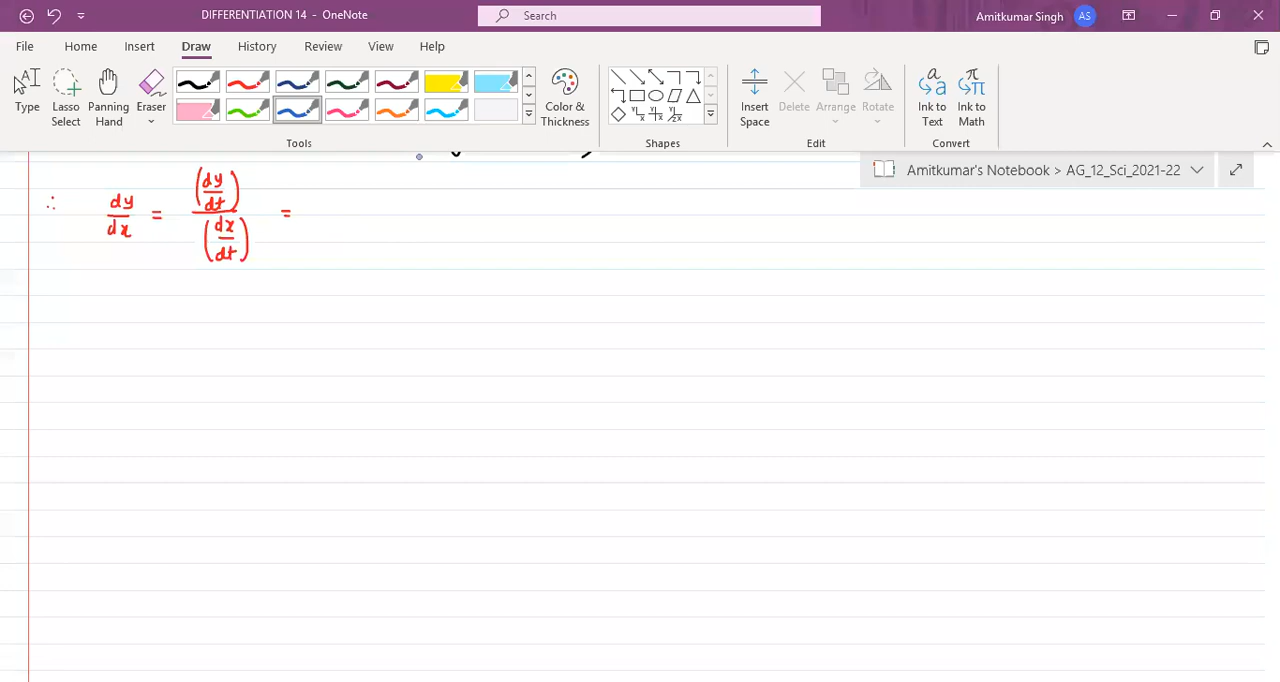 DIFFERENTIATION 14 - OneNote
Search
Amitkumar Singh AS
File Home Insert Draw History Review View Help
Type
Lasso Select
Panning Hand
Eraser
Color & Thickness
Insert Space
Delete
Arrange
Rotate
Ink to Text
Ink to Math
Tools
Shapes
Edit
Convert
Amitkumar's Notebook > AG_12_Sci_2021-22
∴ dy/dx = (dy/dt)/(dx/dt) =